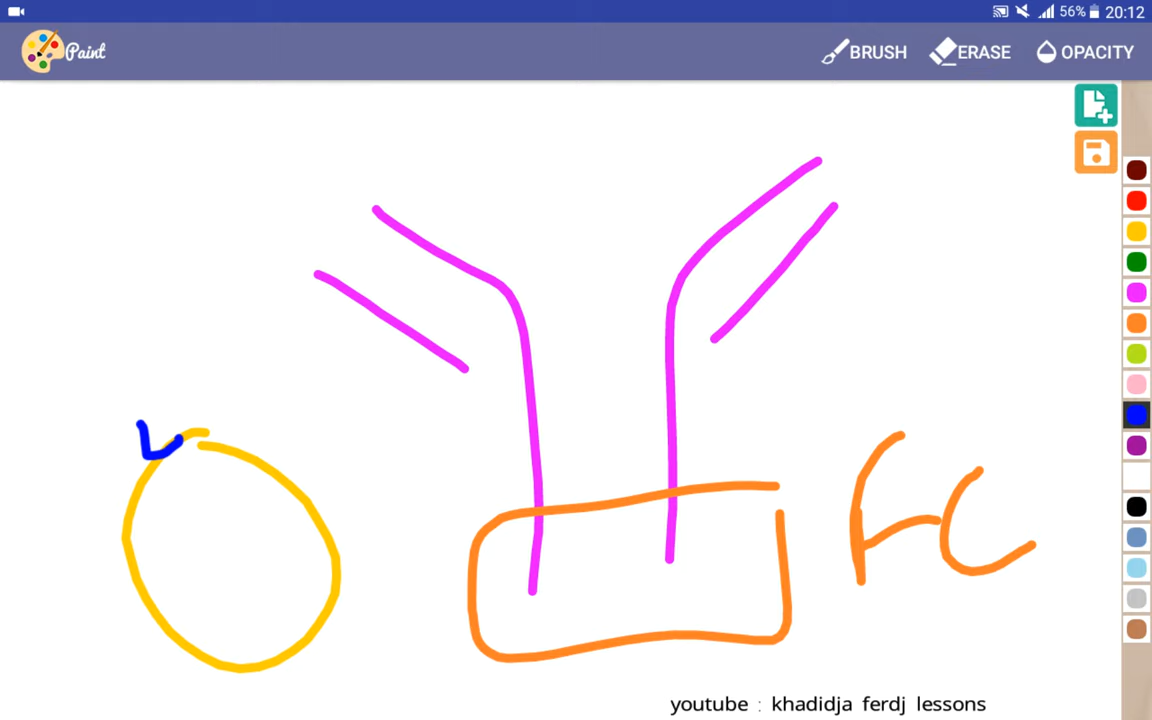 56% 20:12
Paint BRUSH ERASE OPACITY
FC
youtube : khadidja ferdj lessons